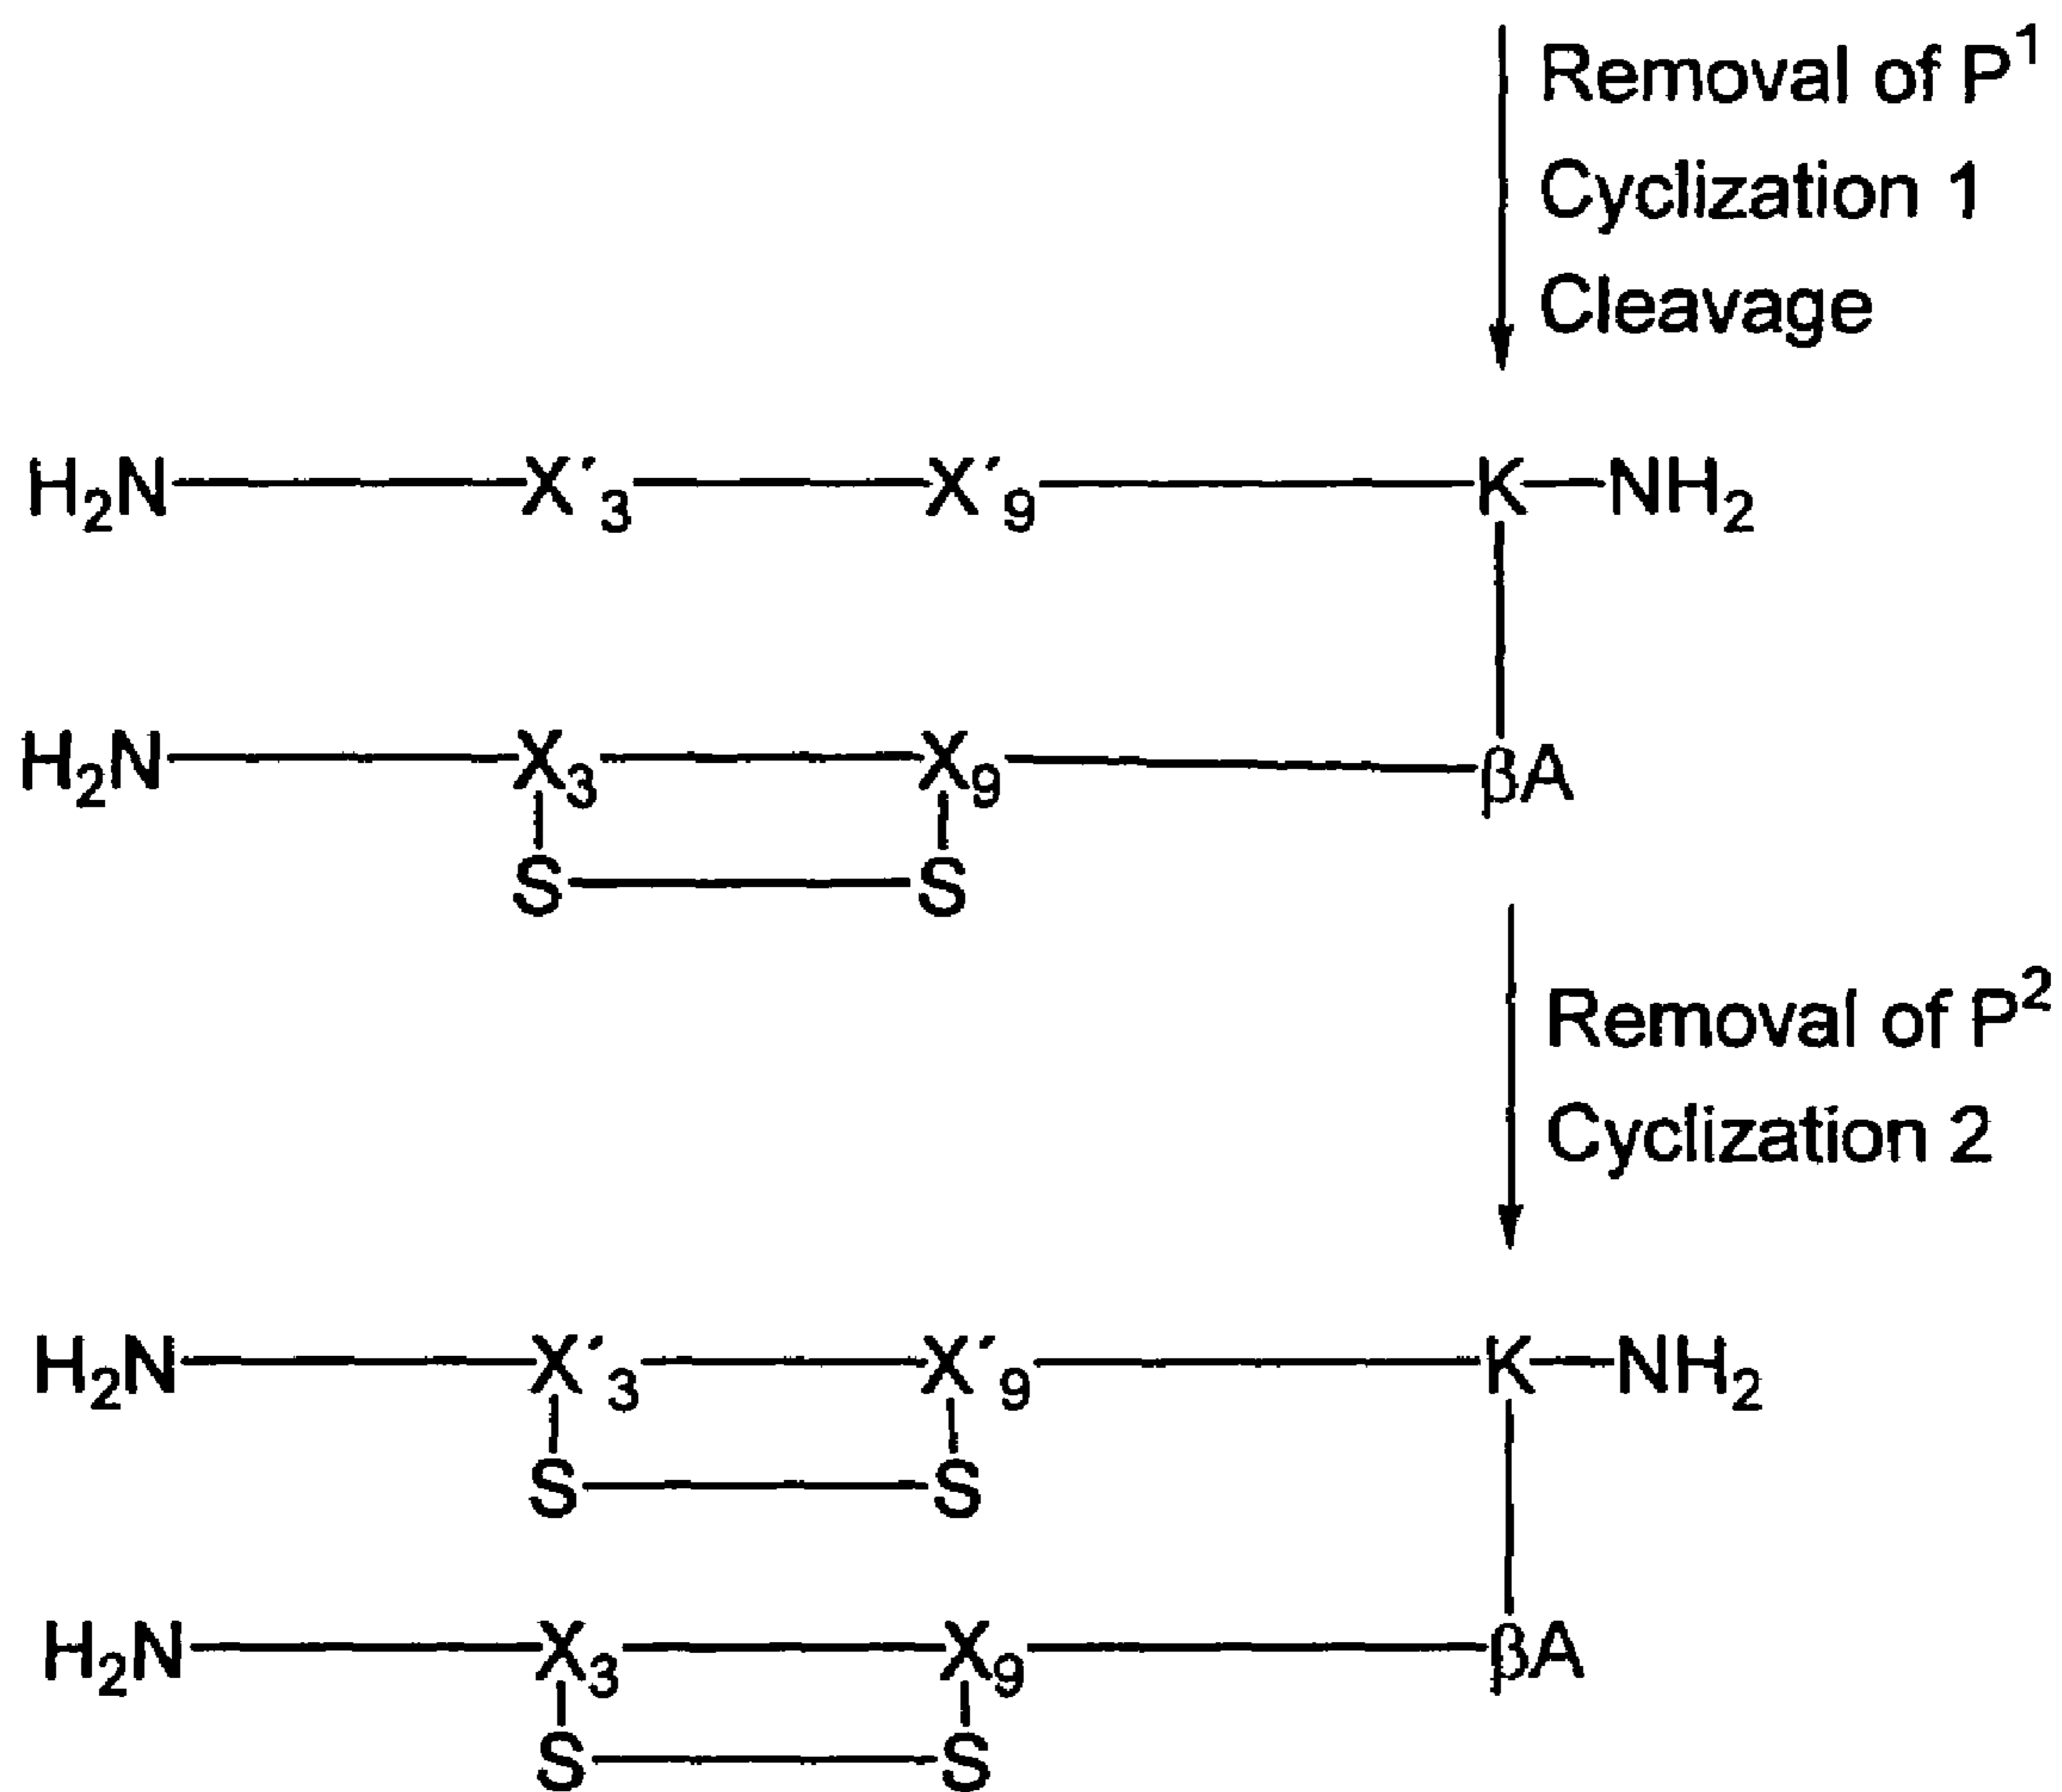 Removal of P¹
Cyclization 1
Cleavage
H₂N X´₃ X´₉ K NH₂
H₂N X₃ X₉ βA
S S
Removal of P²
Cyclization 2
H₂N X´₃ X´₉ K NH₂
S S
H₂N X₃ X₉ βA
S S